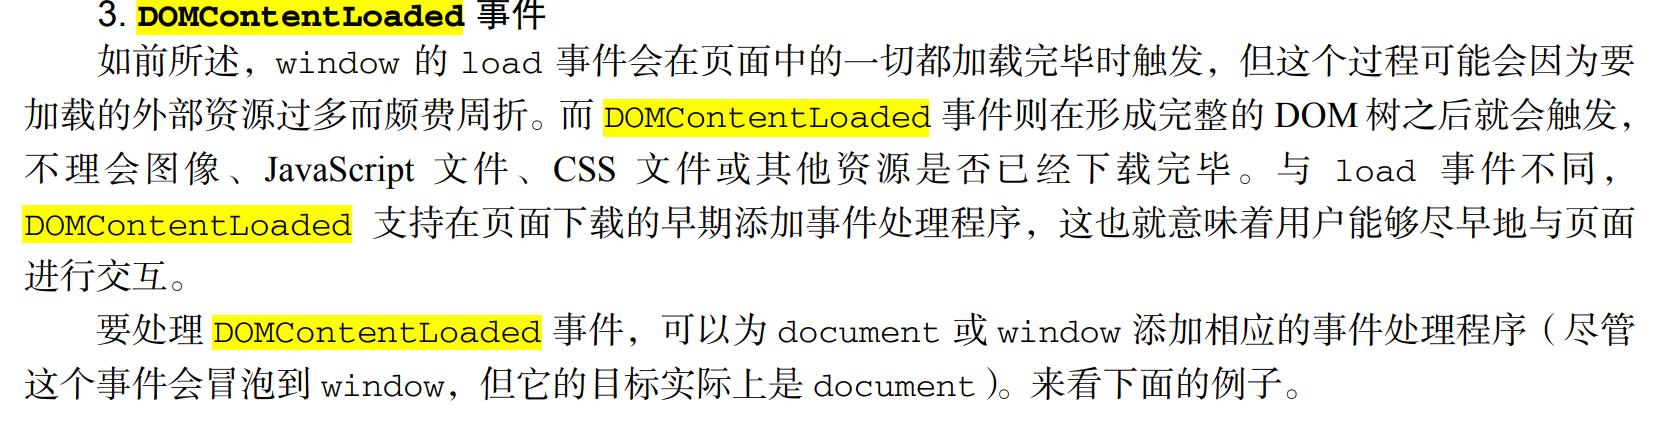 3. DOMContentLoaded 事件
如前所述，window 的 load 事件会在页面中的一切都加载完毕时触发，但这个过程可能会因为要
加载的外部资源过多而颇费周折。而 DOMContentLoaded 事件则在形成完整的 DOM 树之后就会触发，
不理会图像、JavaScript 文件、CSS 文件或其他资源是否已经下载完毕。与 load 事件不同，
DOMContentLoaded 支持在页面下载的早期添加事件处理程序，这也就意味着用户能够尽早地与页面
进行交互。
要处理 DOMContentLoaded 事件，可以为 document 或 window 添加相应的事件处理程序（尽管
这个事件会冒泡到 window，但它的目标实际上是 document）。来看下面的例子。